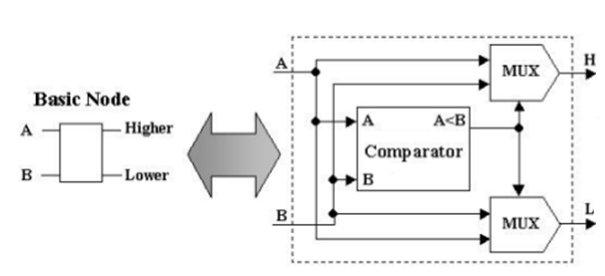 Basic Node
A
Higher
B
Lower
A
MUX
H
A
A<B
Comparator
B
B
MUX
L